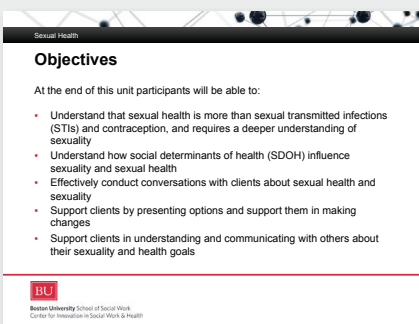 Sexual Health
Objectives
At the end of this unit participants will be able to:
• Understand that sexual health is more than sexual transmitted infections
(STIs) and contraception, and requires a deeper understanding of
sexuality
• Understand how social determinants of health (SDOH) influence
sexuality and sexual health
• Effectively conduct conversations with clients about sexual health and
sexuality
• Support clients by presenting options and support them in making
changes
• Support clients in understanding and communicating with others about
their sexuality and health goals
BU
Boston University School of Social Work
Center for Innovation in Social Work & Health